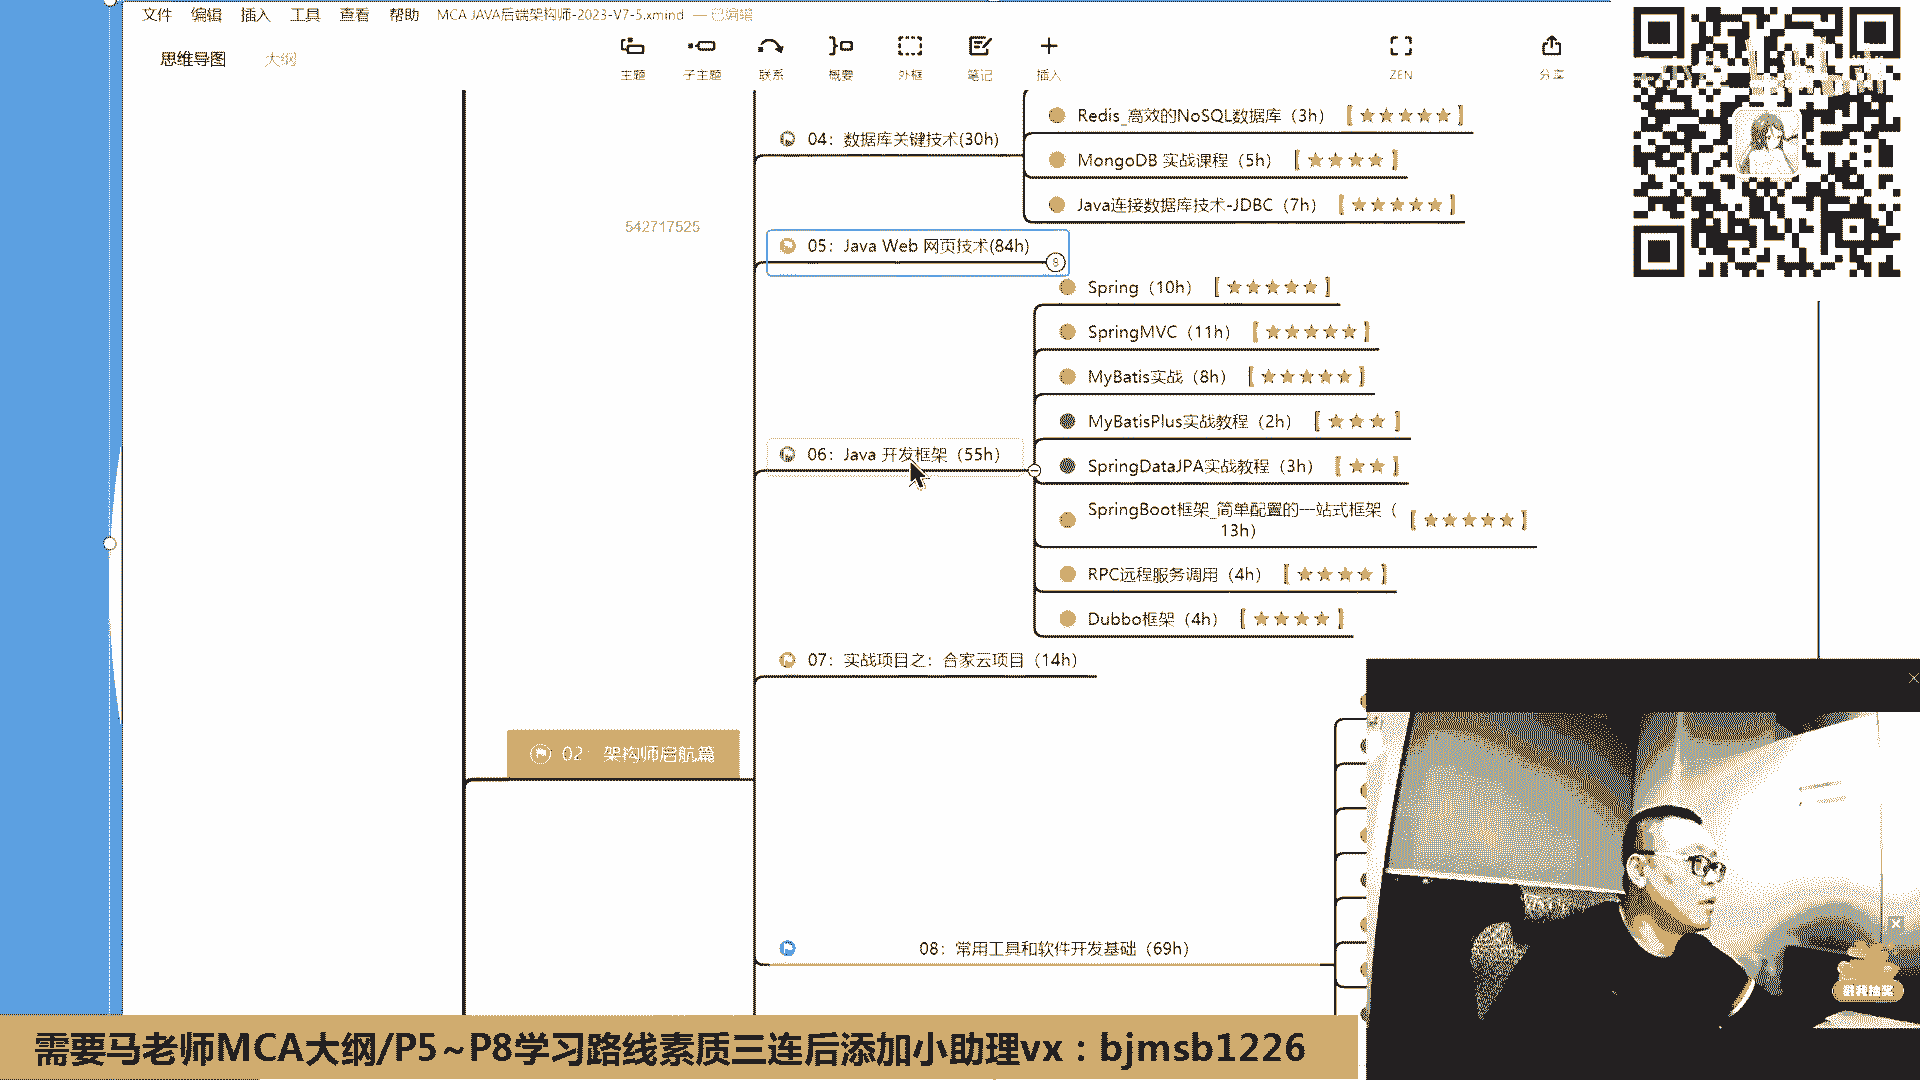 文件 编辑 插入 工具 查看 帮助 MCA JAVA后端架构师-2023-V7-5.xmind — 已编辑
思维导图 大纲
主题 子主题 联系 概要 外框 笔记 插入 ZEN 分享
04：数据库关键技术(30h)
Redis_高效的NoSQL数据库（3h）【★★★★★】
MongoDB 实战课程（5h）【★★★★】
Java连接数据库技术-JDBC（7h）【★★★★★】
542717525
05：Java Web 网页技术(84h)
9
Spring（10h）【★★★★★】
SpringMVC（11h）【★★★★★】
MyBatis实战（8h）【★★★★★】
MyBatisPlus实战教程（2h）【★★★】
06：Java 开发框架（55h）
SpringDataJPA实战教程（3h）【★★】
SpringBoot框架_简单配置的一站式框架（
13h）【★★★★★】
RPC远程服务调用（4h）【★★★★】
Dubbo框架（4h）【★★★★】
07：实战项目之：合家云项目（14h）
02：架构师启航篇
08：常用工具和软件开发基础（69h）
需要马老师MCA大纲/P5~P8学习路线素质三连后添加小助理vx：bjmsb1226